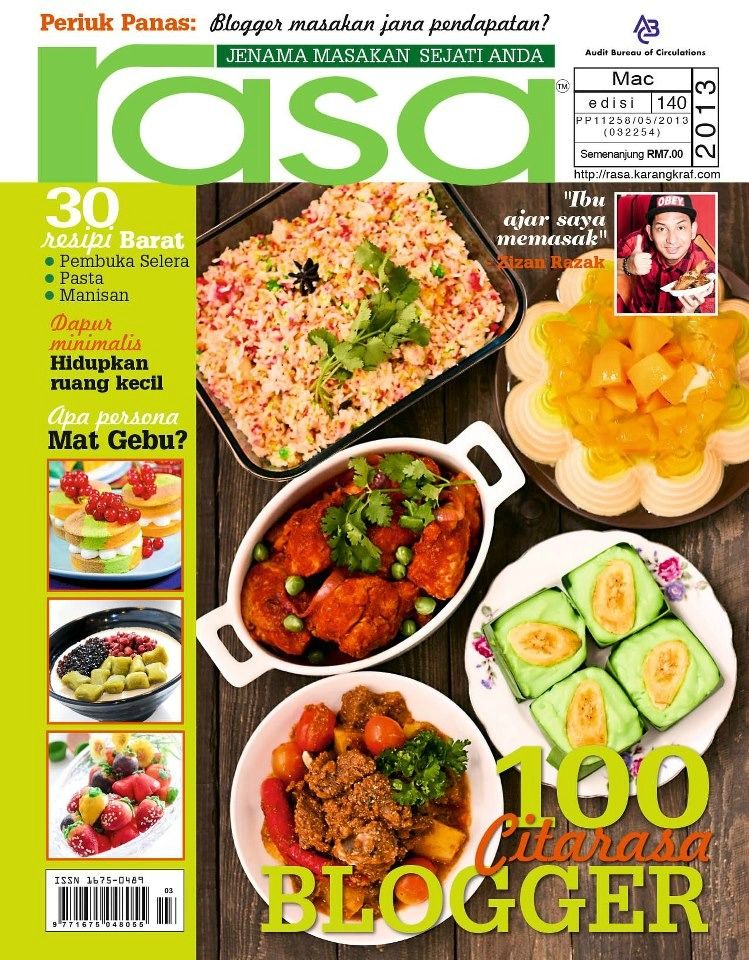 Periuk Panas: Blogger masakan jana pendapatan?
Audit Bureau of Circulations
JENAMA MASAKAN SEJATI ANDA
rasa
TM
Mac
edisi 140
PP11258/05/2013
(032254)
Semenanjung RM7.00
2013
http://rasa.karangkraf.com
30
resipi Barat
• Pembuka Selera
• Pasta
• Manisan
"Ibu
ajar saya
memasak"
- Zizan Razak
OBEY
Dapur
minimalis
Hidupkan
ruang kecil
Apa persona
Mat Gebu?
100
Citarasa
BLOGGER
ISSN 1675-0489
03
9 771675 048055